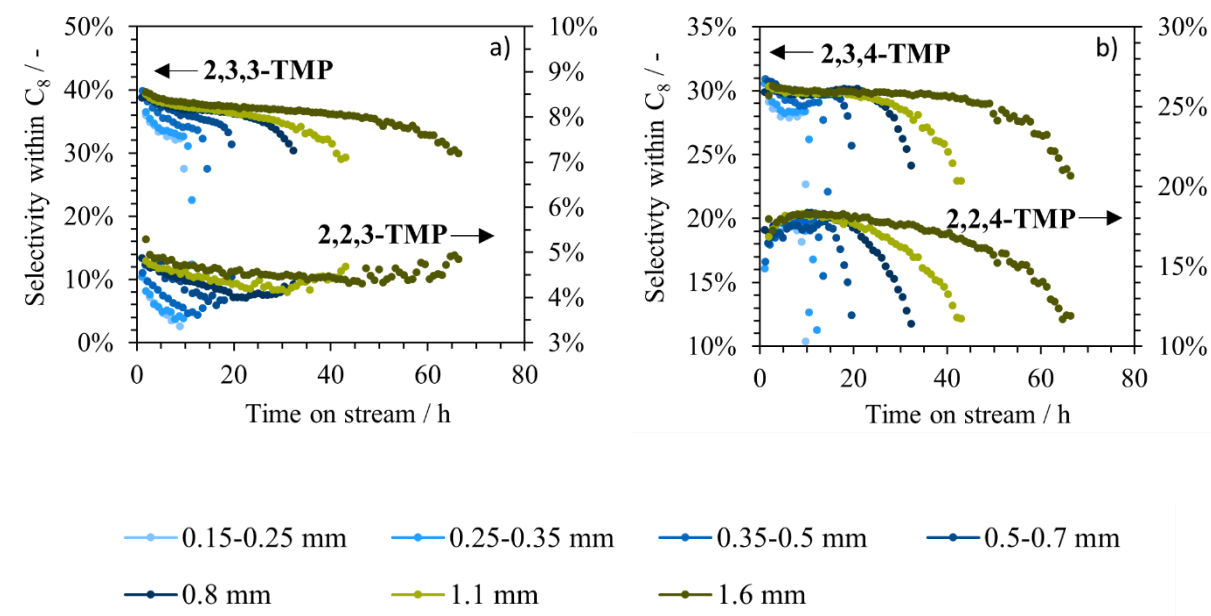 50%
40%
30%
20%
10%
0%
Selectivity within C₈ / -
a)
2,3,3-TMP
2,2,3-TMP
10%
9%
8%
7%
6%
5%
4%
3%
0 20 40 60 80
Time on stream / h
35%
30%
25%
20%
15%
10%
Selectivty within C₈ / -
b)
2,3,4-TMP
2,2,4-TMP
30%
25%
20%
15%
10%
0 20 40 60 80
Time on stream / h
0.15-0.25 mm 0.25-0.35 mm 0.35-0.5 mm 0.5-0.7 mm
0.8 mm 1.1 mm 1.6 mm